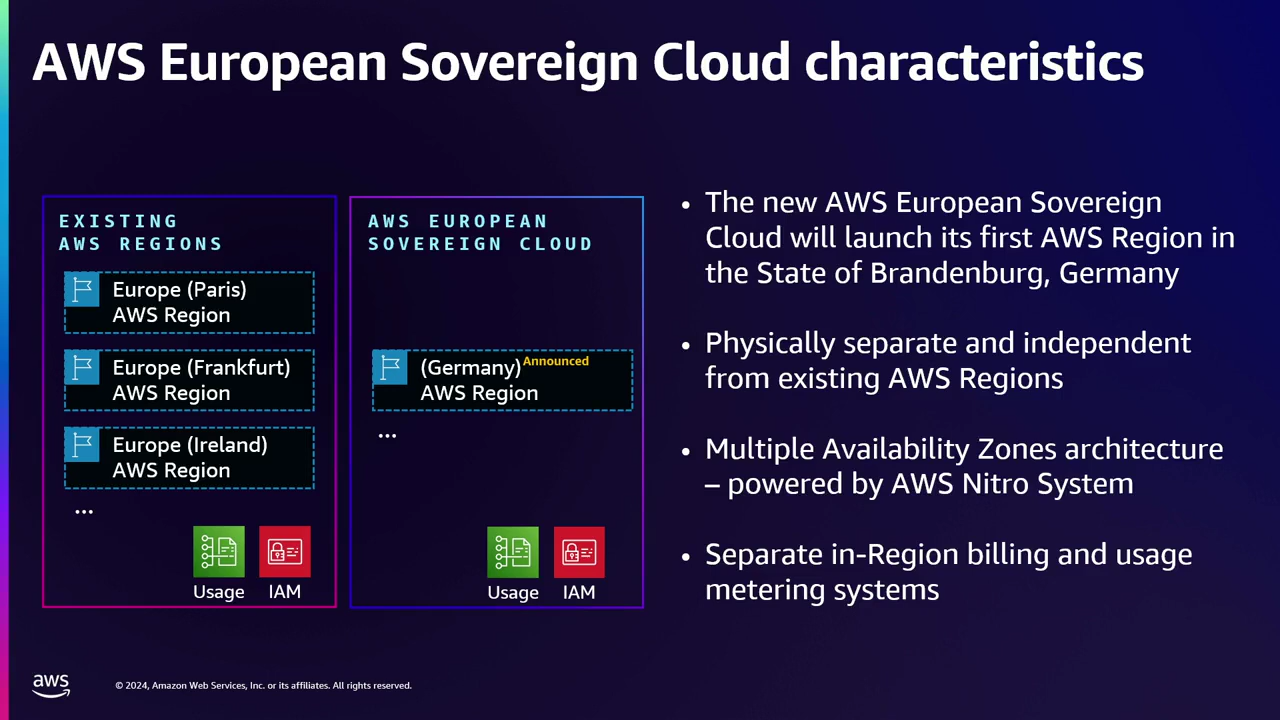 AWS European Sovereign Cloud characteristics
EXISTING
AWS REGIONS
Europe (Paris)
AWS Region
Europe (Frankfurt)
AWS Region
Europe (Ireland)
AWS Region
...
Usage
IAM
AWS EUROPEAN
SOVEREIGN CLOUD
(Germany) Announced
AWS Region
...
Usage
IAM
• The new AWS European Sovereign
Cloud will launch its first AWS Region in
the State of Brandenburg, Germany
• Physically separate and independent
from existing AWS Regions
• Multiple Availability Zones architecture
– powered by AWS Nitro System
• Separate in-Region billing and usage
metering systems
aws
© 2024, Amazon Web Services, Inc. or its affiliates. All rights reserved.